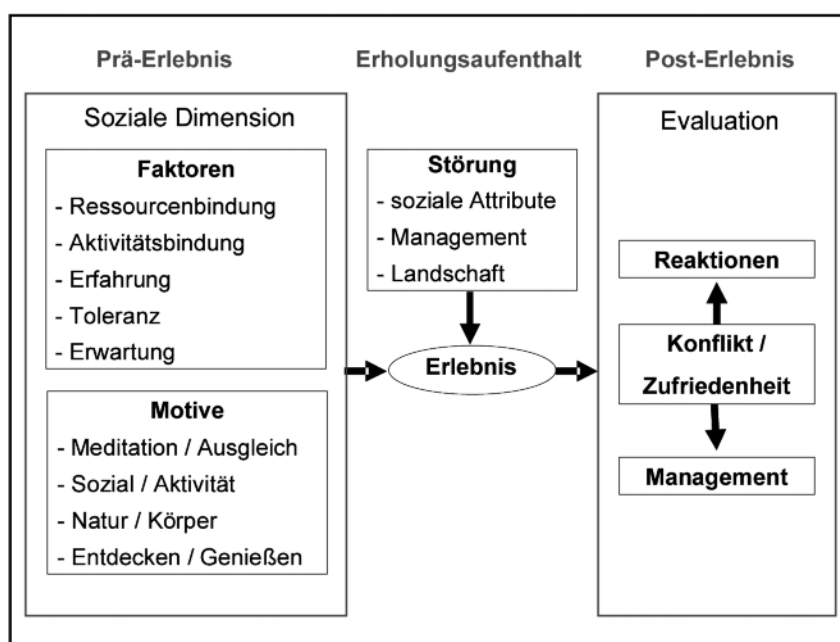 Prä-Erlebnis
Erholungsaufenthalt
Post-Erlebnis
Soziale Dimension
Faktoren
- Ressourcenbindung
- Aktivitätsbindung
- Erfahrung
- Toleranz
- Erwartung
Motive
- Meditation / Ausgleich
- Sozial / Aktivität
- Natur / Körper
- Entdecken / Genießen
Störung
- soziale Attribute
- Management
- Landschaft
Erlebnis
Evaluation
Reaktionen
Konflikt /
Zufriedenheit
Management